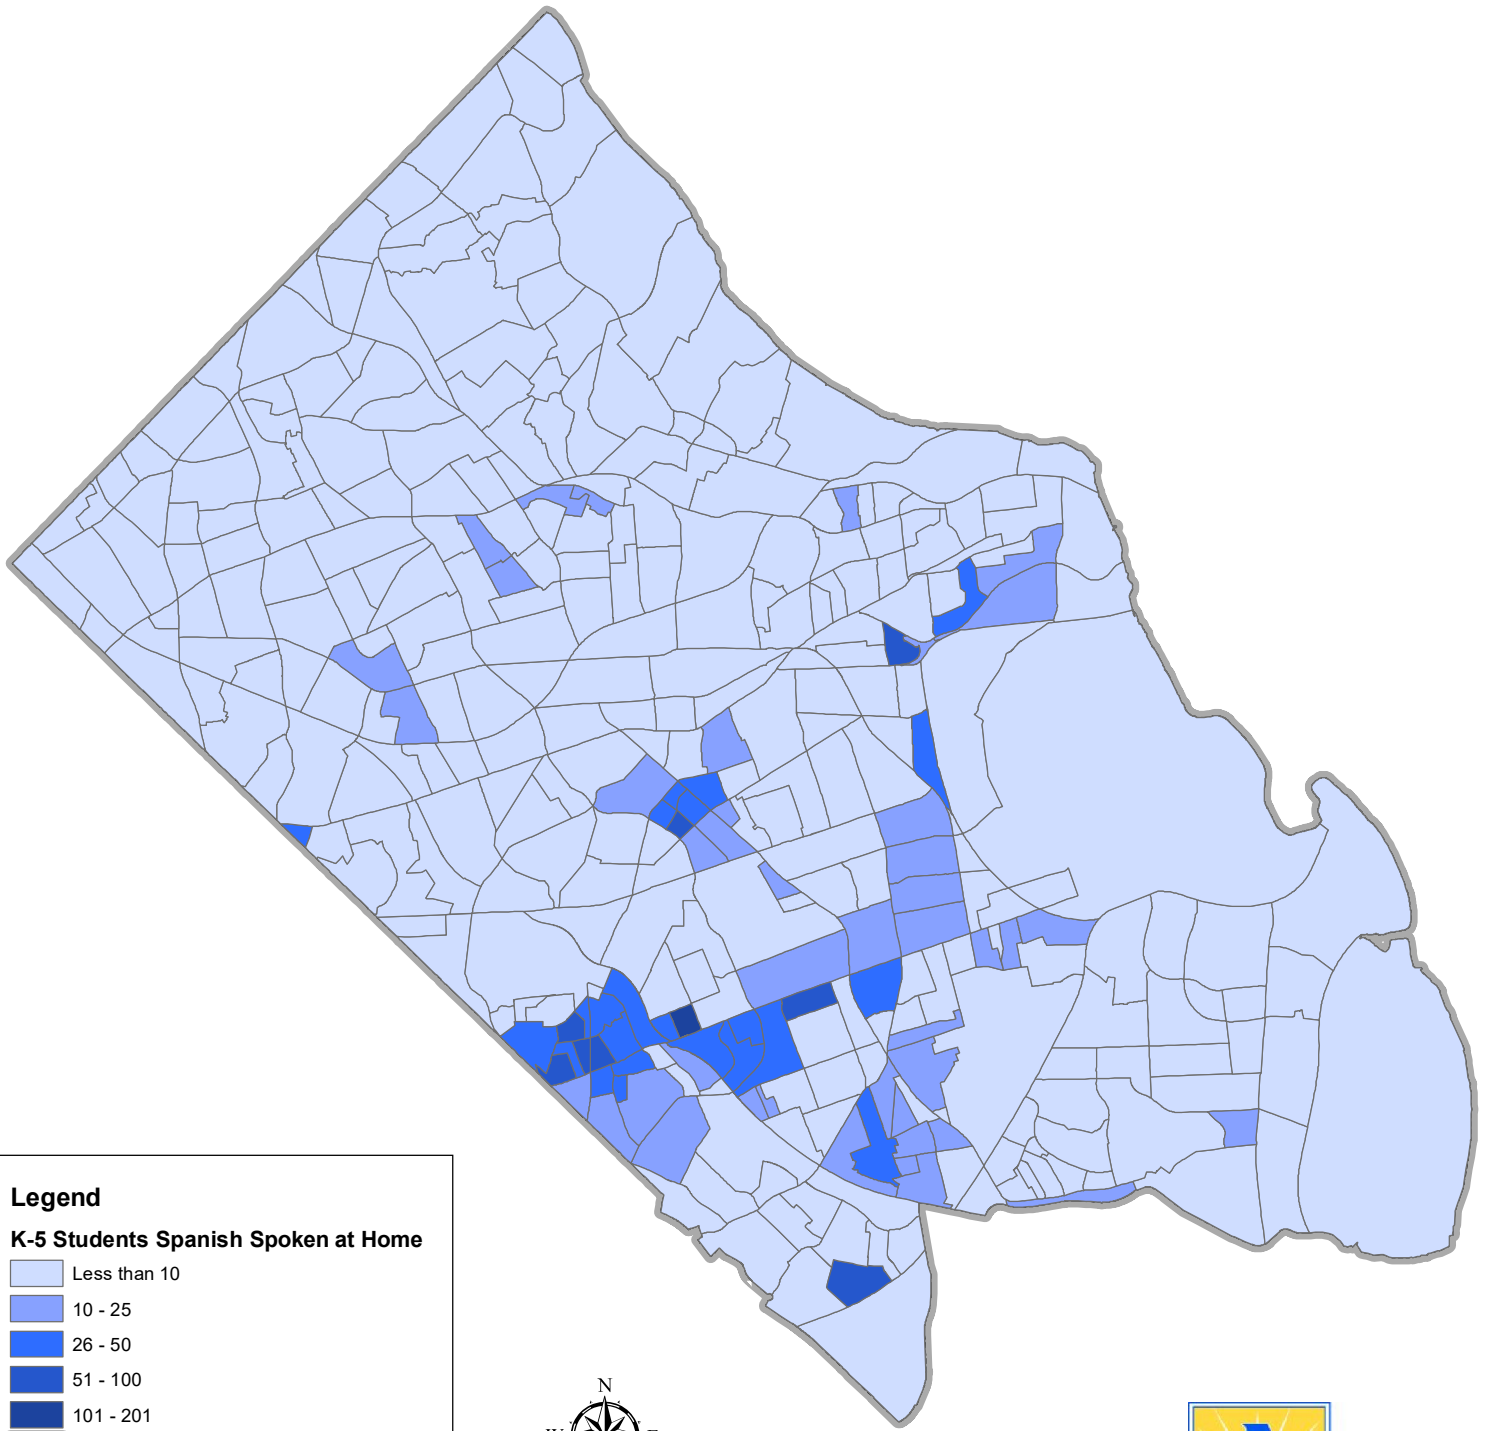 Legend
K-5 Students Spanish Spoken at Home
Less than 10
10 - 25
26 - 50
51 - 100
101 - 201
N